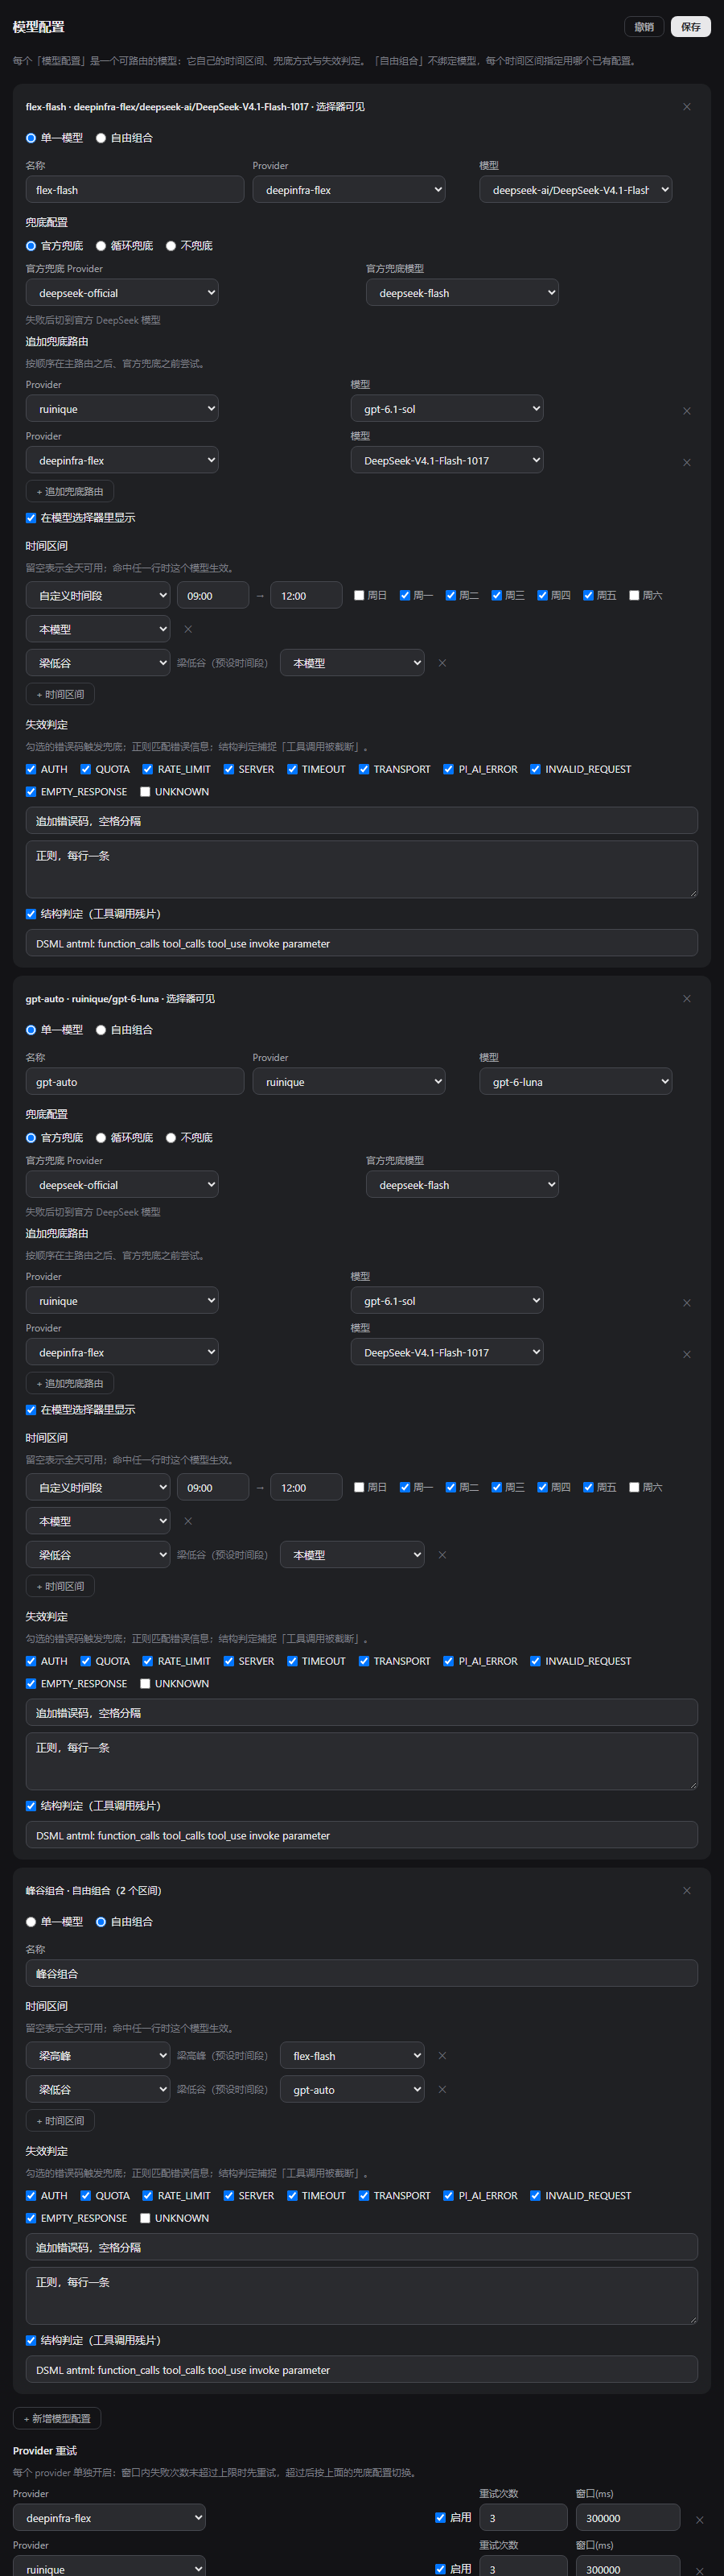 模型配置
撤销 保存
每个「模型配置」是一个可路由的模型：它自己的时间区间、兜底方式与失效判定。「自由组合」不绑定模型，每个时间区间指定用哪个已有配置。
flex-flash · deepinfra-flex/deepseek-ai/DeepSeek-V4.1-Flash-1017 · 选择器可见 ×
单一模型 自由组合
名称 Provider 模型
flex-flash deepinfra-flex deepseek-ai/DeepSeek-V4.1-Flash
兜底配置
官方兜底 循环兜底 不兜底
官方兜底 Provider 官方兜底模型
deepseek-official deepseek-flash
失败后切到官方 DeepSeek 模型
追加兜底路由
按顺序在主路由之后、官方兜底之前尝试。
Provider 模型
ruinique gpt-6.1-sol ×
Provider 模型
deepinfra-flex DeepSeek-V4.1-Flash-1017 ×
+ 追加兜底路由
在模型选择器里显示
时间区间
留空表示全天可用；命中任一行时这个模型生效。
自定义时间段 09:00 → 12:00 周日 周一 周二 周三 周四 周五 周六
本模型 ×
梁低谷 梁低谷（预设时间段） 本模型 ×
+ 时间区间
失效判定
勾选的错误码触发兜底；正则匹配错误信息；结构判定捕捉「工具调用被截断」。
AUTH QUOTA RATE_LIMIT SERVER TIMEOUT TRANSPORT PI_AI_ERROR INVALID_REQUEST
EMPTY_RESPONSE UNKNOWN
追加错误码，空格分隔
正则，每行一条
结构判定（工具调用残片）
DSML antml: function_calls tool_calls tool_use invoke parameter
gpt-auto · ruinique/gpt-6-luna · 选择器可见 ×
单一模型 自由组合
名称 Provider 模型
gpt-auto ruinique gpt-6-luna
兜底配置
官方兜底 循环兜底 不兜底
官方兜底 Provider 官方兜底模型
deepseek-official deepseek-flash
失败后切到官方 DeepSeek 模型
追加兜底路由
按顺序在主路由之后、官方兜底之前尝试。
Provider 模型
ruinique gpt-6.1-sol ×
Provider 模型
deepinfra-flex DeepSeek-V4.1-Flash-1017 ×
+ 追加兜底路由
在模型选择器里显示
时间区间
留空表示全天可用；命中任一行时这个模型生效。
自定义时间段 09:00 → 12:00 周日 周一 周二 周三 周四 周五 周六
本模型 ×
梁低谷 梁低谷（预设时间段） 本模型 ×
+ 时间区间
失效判定
勾选的错误码触发兜底；正则匹配错误信息；结构判定捕捉「工具调用被截断」。
AUTH QUOTA RATE_LIMIT SERVER TIMEOUT TRANSPORT PI_AI_ERROR INVALID_REQUEST
EMPTY_RESPONSE UNKNOWN
追加错误码，空格分隔
正则，每行一条
结构判定（工具调用残片）
DSML antml: function_calls tool_calls tool_use invoke parameter
峰谷组合 · 自由组合（2 个区间） ×
单一模型 自由组合
名称
峰谷组合
时间区间
留空表示全天可用；命中任一行时这个模型生效。
梁高峰 梁高峰（预设时间段） flex-flash ×
梁低谷 梁低谷（预设时间段） gpt-auto ×
+ 时间区间
失效判定
勾选的错误码触发兜底；正则匹配错误信息；结构判定捕捉「工具调用被截断」。
AUTH QUOTA RATE_LIMIT SERVER TIMEOUT TRANSPORT PI_AI_ERROR INVALID_REQUEST
EMPTY_RESPONSE UNKNOWN
追加错误码，空格分隔
正则，每行一条
结构判定（工具调用残片）
DSML antml: function_calls tool_calls tool_use invoke parameter
+ 新增模型配置
Provider 重试
每个 provider 单独开启：窗口内失败次数未超过上限时先重试，超过后按上面的兜底配置切换。
Provider 重试次数 窗口(ms)
deepinfra-flex 启用 3 300000 ×
Provider 重试次数 窗口(ms)
ruinique 启用 3 300000 ×